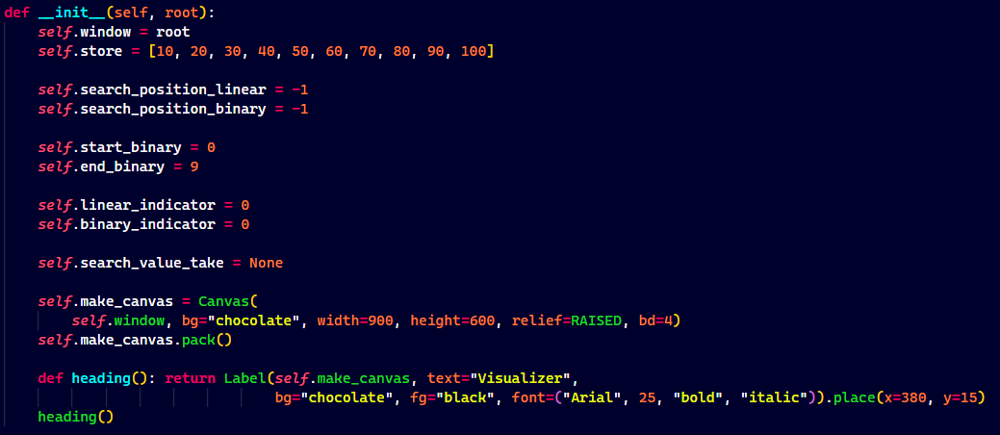 def __init__(self, root):
    self.window = root
    self.store = [10, 20, 30, 40, 50, 60, 70, 80, 90, 100]

    self.search_position_linear = -1
    self.search_position_binary = -1

    self.start_binary = 0
    self.end_binary = 9

    self.linear_indicator = 0
    self.binary_indicator = 0

    self.search_value_take = None

    self.make_canvas = Canvas(
        self.window, bg="chocolate", width=900, height=600, relief=RAISED, bd=4)
    self.make_canvas.pack()

    def heading(): return Label(self.make_canvas, text="Visualizer",
                                bg="chocolate", fg="black", font=("Arial", 25, "bold", "italic")).place(x=380, y=15)
    heading()